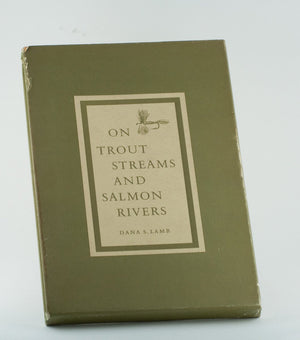 ON
TROUT
STREAMS
AND
SALMON
RIVERS
DANA S. LAMB